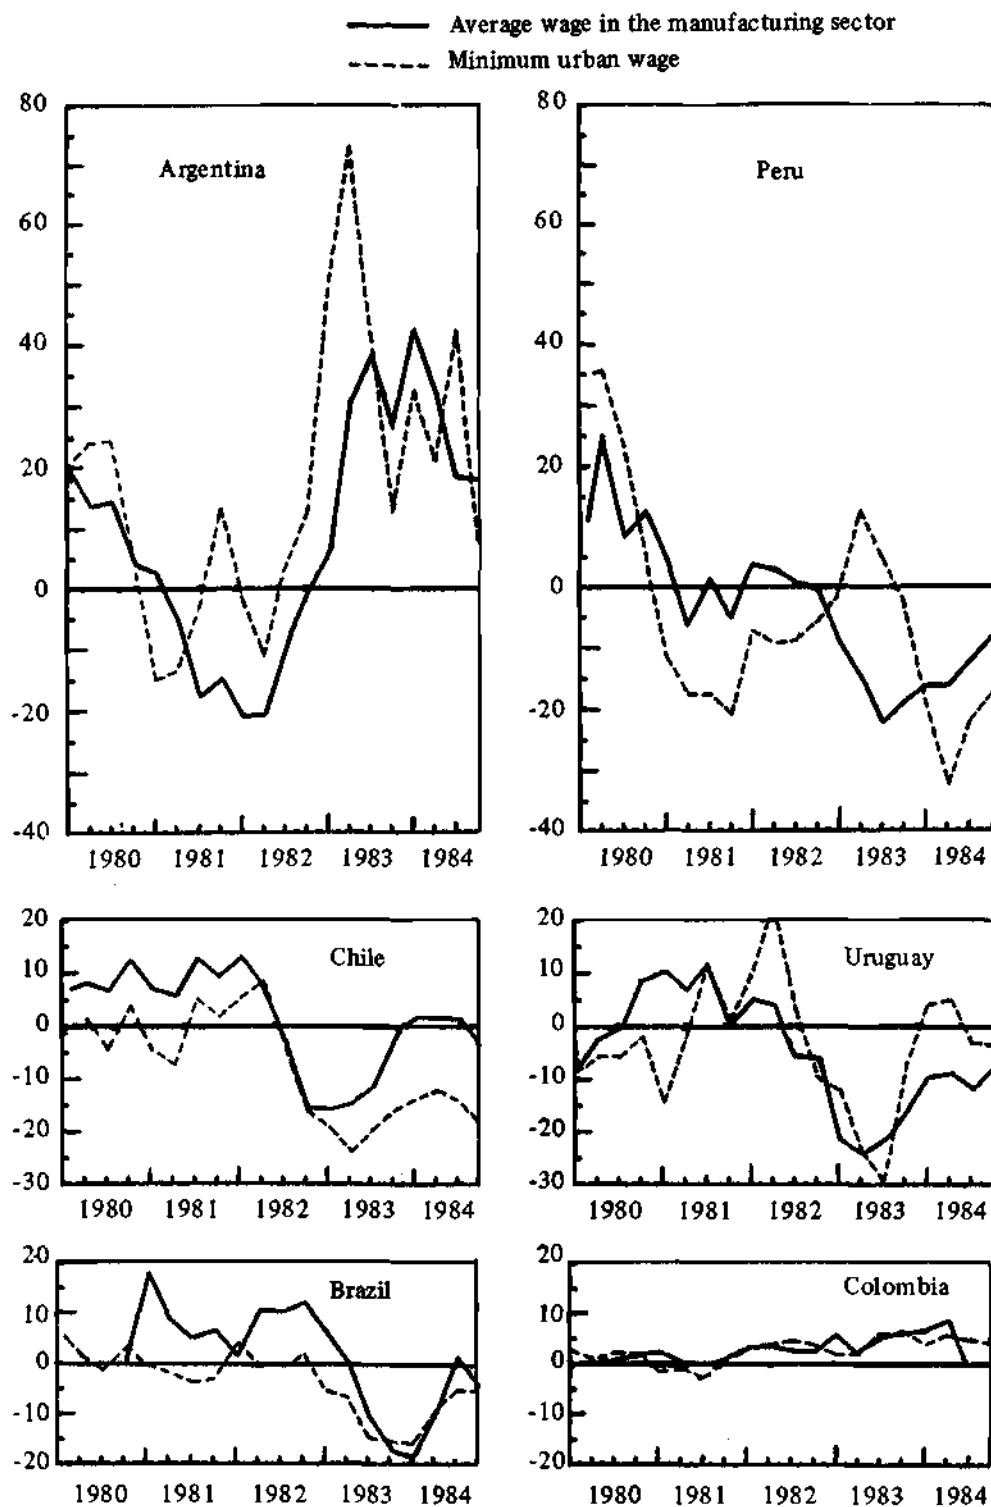 Average wage in the manufacturing sector
Minimum urban wage
80
60
40
20
0
-20
-40
Argentina
1980 1981 1982 1983 1984
80
60
40
20
0
-20
-40
Peru
1980 1981 1982 1983 1984
20
10
0
-10
-20
-30
Chile
1980 1981 1982 1983 1984
20
10
0
-10
-20
-30
Uruguay
1980 1981 1982 1983 1984
20
10
0
-10
-20
Brazil
1980 1981 1982 1983 1984
20
10
0
-10
-20
Colombia
1980 1981 1982 1983 1984